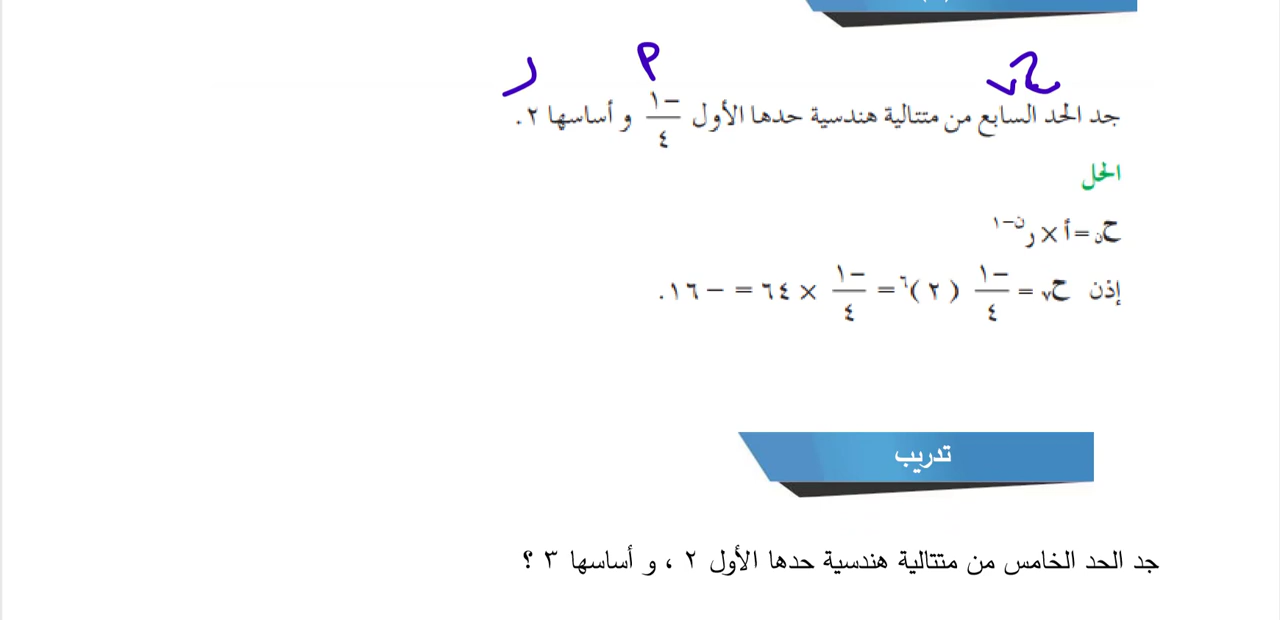 ح٧ أ ر
جد الحد السابع من متتالية هندسية حدها الأول -١/٤ و أساسها ٢ .
الحل
حن = أ × ر^ن-١
إذن ح٧ = -١/٤ (٢)^٦ = -١/٤ × ٦٤ = -١٦ .
تدريب
جد الحد الخامس من متتالية هندسية حدها الأول ٢ ، و أساسها ٣ ؟